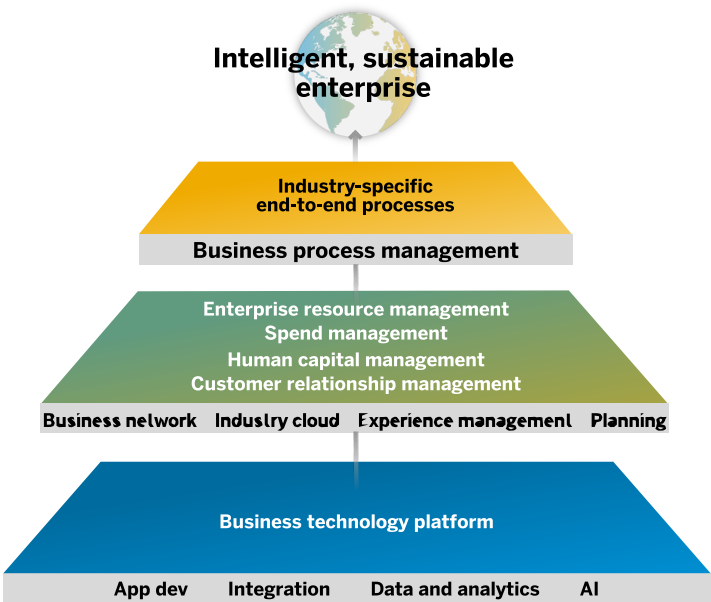 Intelligent, sustainable
enterprise
Industry-specific
end-to-end processes
Business process management
Enterprise resource management
Spend management
Human capital management
Customer relationship management
Business network Industry cloud Experience management Planning
Business technology platform
App dev Integration Data and analytics AI